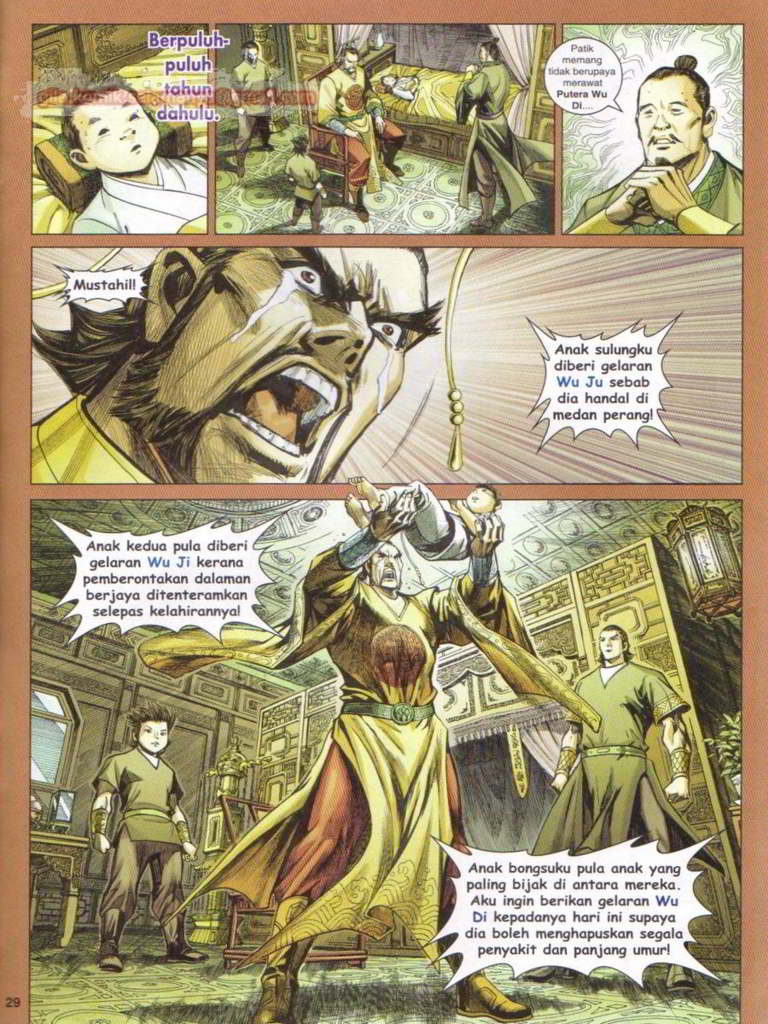 Berpuluh-
puluh
tahun
dahulu.
Patik
memang
tidak berupaya
merawat
Putera Wu
Di....
Mustahil!
Anak sulungku
diberi gelaran
Wu Ju sebab
dia handal di
medan perang!
Anak kedua pula diberi
gelaran Wu Ji kerana
pemberontakan dalaman
berjaya ditenteramkan
selepas kelahirannya!
Anak bongsuku pula anak yang
paling bijak di antara mereka.
Aku ingin berikan gelaran Wu
Di kepadanya hari ini supaya
dia boleh menghapuskan segala
penyakit dan panjang umur!
29